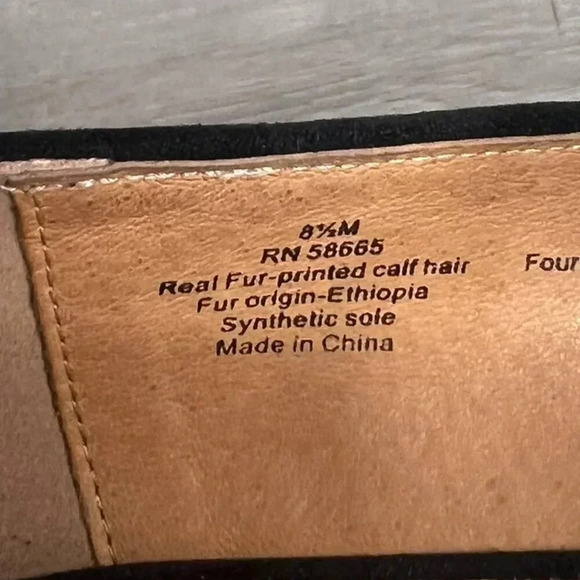 8½M
RN 58665
Real Fur-printed calf hair
Fur origin-Ethiopia
Synthetic sole
Made in China
Four